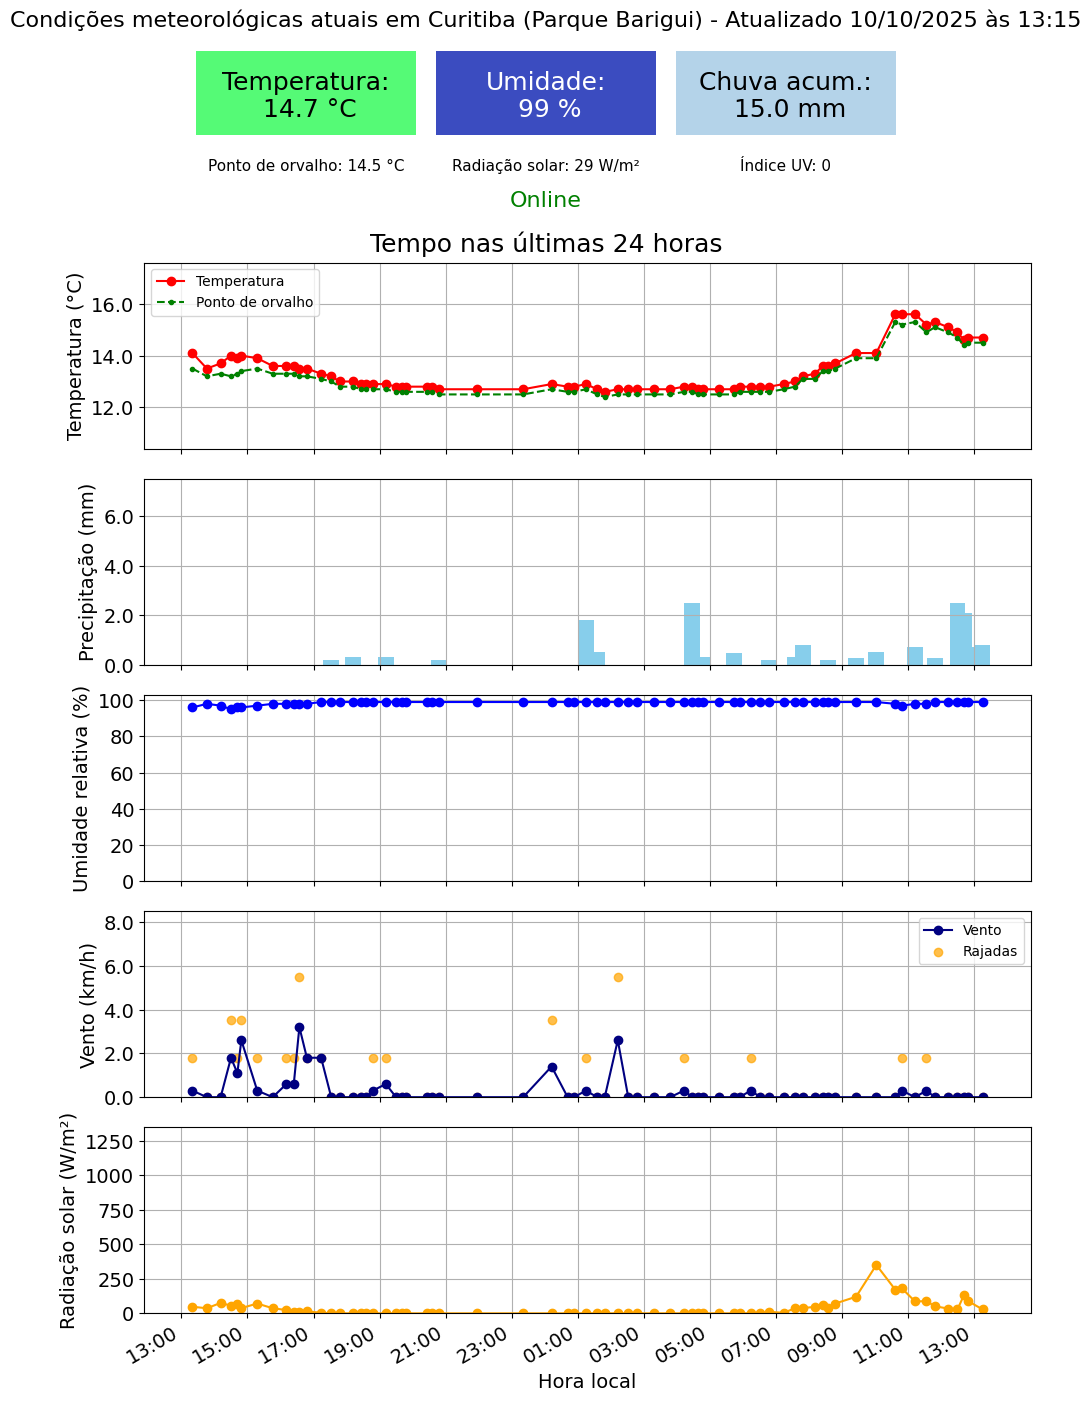 Condições meteorológicas atuais em Curitiba (Parque Barigui) - Atualizado 10/10/2025 às 13:15
Temperatura:
14.7 °C
Umidade:
99 %
Chuva acum.:
15.0 mm
Ponto de orvalho: 14.5 °C
Radiação solar: 29 W/m²
Índice UV: 0
Online
Tempo nas últimas 24 horas
Temperatura (°C)
16.0
14.0
12.0
Temperatura
Ponto de orvalho
Precipitação (mm)
6.0
4.0
2.0
0.0
Umidade relativa (%)
100
80
60
40
20
0
Vento (km/h)
8.0
6.0
4.0
2.0
0.0
Vento
Rajadas
Radiação solar (W/m²)
1250
1000
750
500
250
0
13:00
15:00
17:00
19:00
21:00
23:00
01:00
03:00
05:00
07:00
09:00
11:00
13:00
Hora local